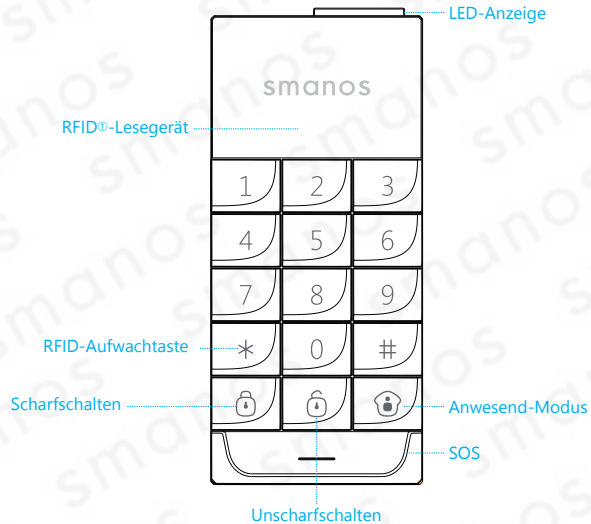 LED-Anzeige
smanos
RFID①-Lesegerät
1 2 3
4 5 6
7 8 9
RFID-Aufwachtaste
* 0 #
Scharfschalten
Anwesend-Modus
SOS
Unscharfschalten